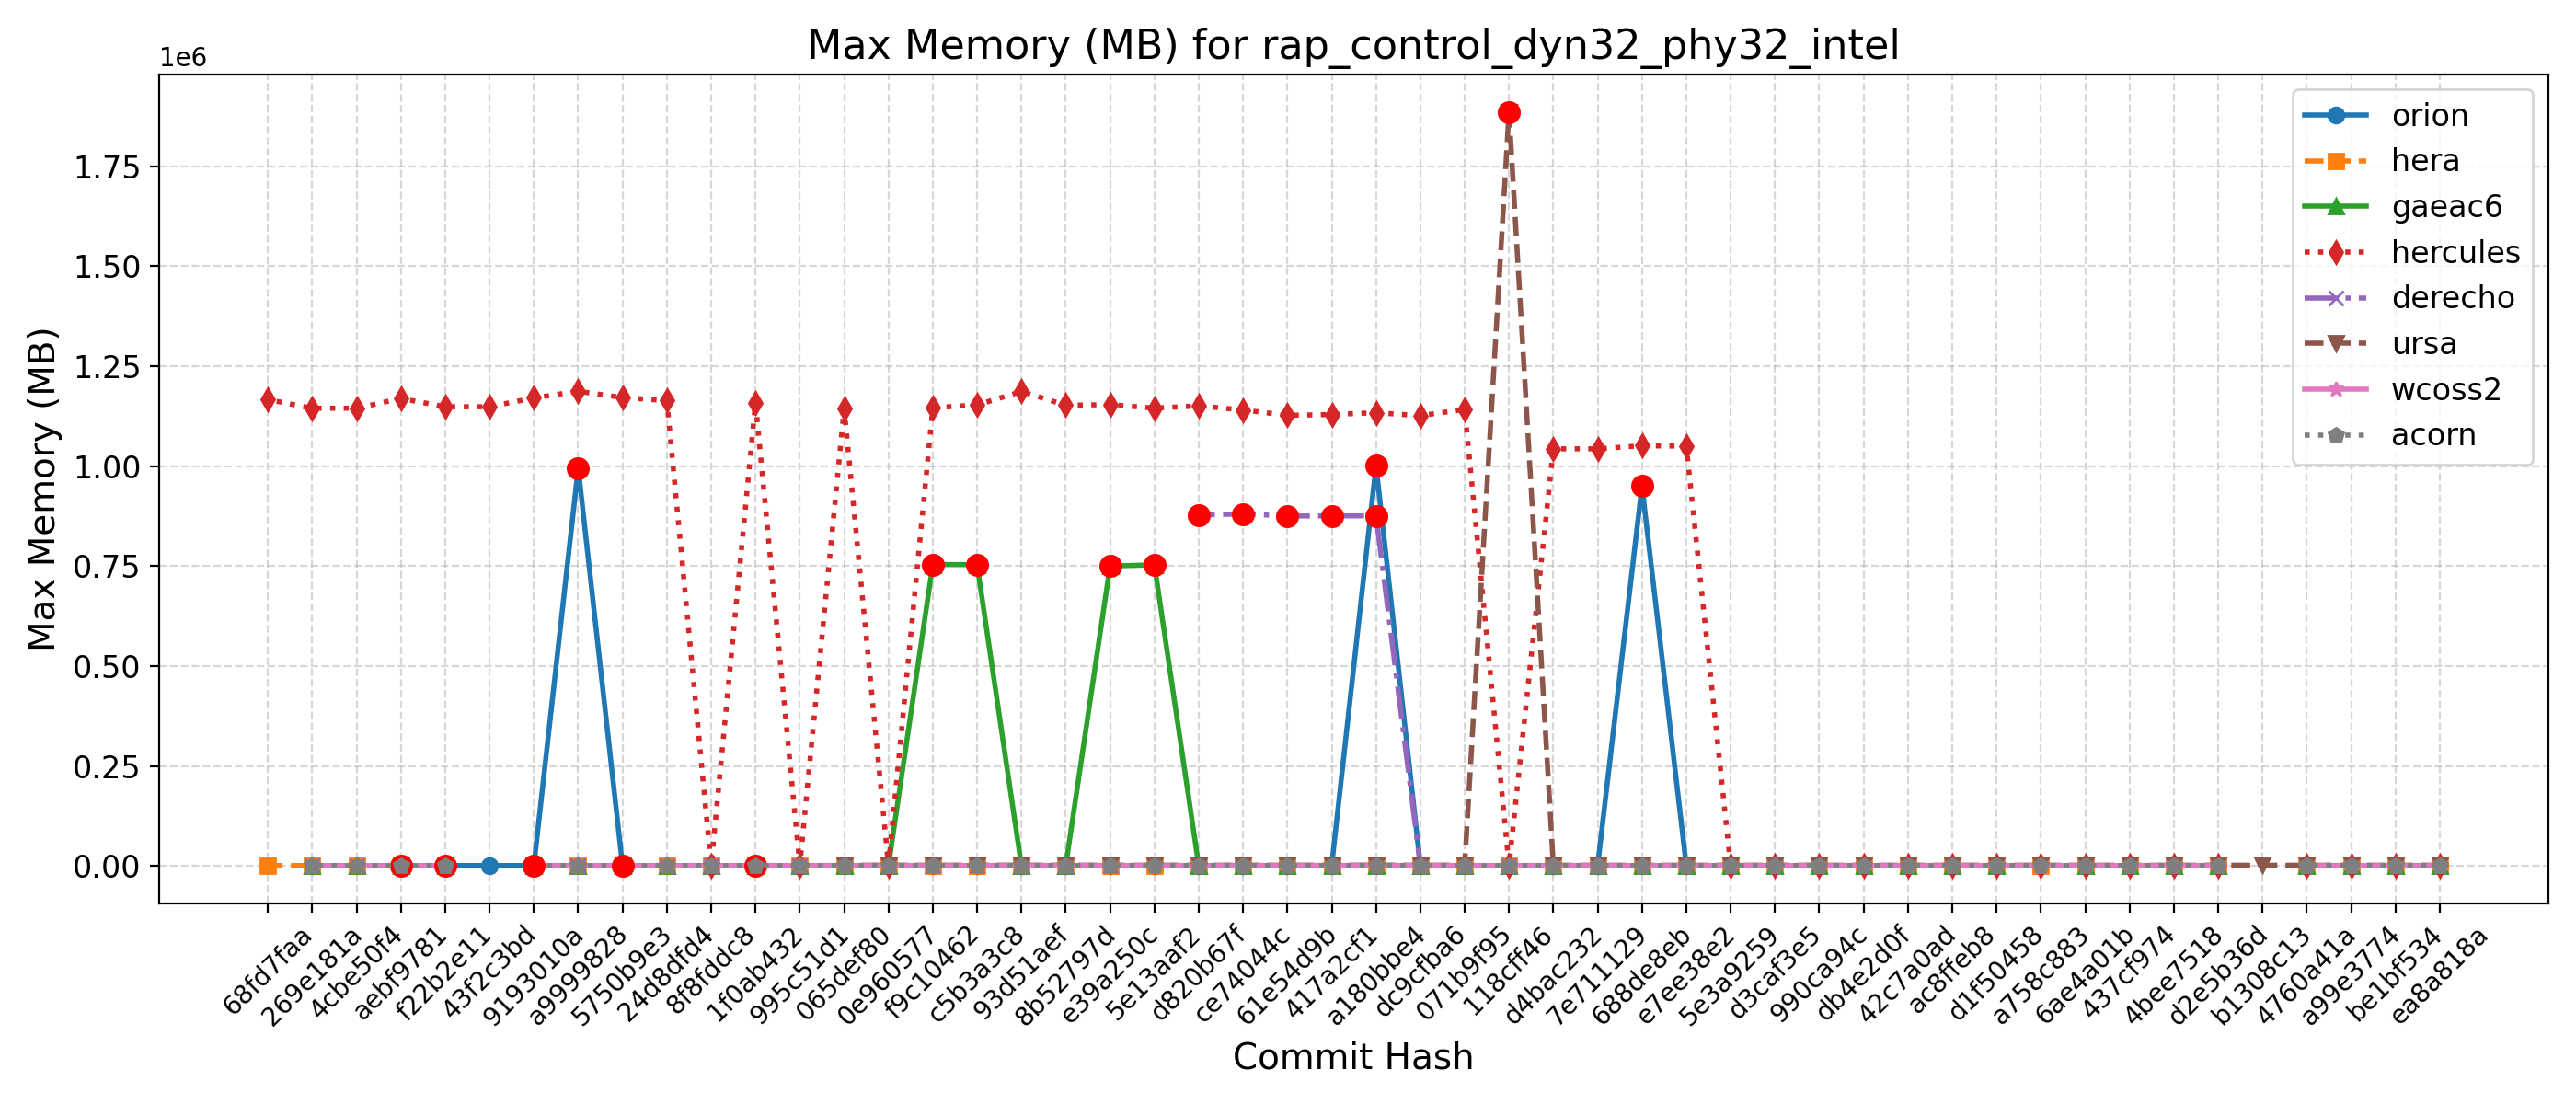 Max Memory (MB) for rap_control_dyn32_phy32_intel
1e6
1.75
1.50
1.25
1.00
0.75
0.50
0.25
0.00
Max Memory (MB)
orion
hera
gaeac6
hercules
derecho
ursa
wcoss2
acorn
68fd7faa
269e181a
4cbe50f4
aebf9781
f22b2e11
43f2c3bd
9193010a
a9999828
5750b9e3
24d8dfd4
8f8fddc8
1f0ab432
995c51d1
065def80
0e960577
f9c10462
c5b3a3c8
93d51aef
8b52797d
e39a250c
5e13aaf2
d820b67f
ce74044c
61e54d9b
417a2cf1
a180bbe4
dc9cfba6
071b9f95
118cff46
d4bac232
7e711129
688de8eb
e7ee38e2
5e3a9259
d3caf3e5
990ca94c
db4e2d0f
42c7a0ad
ac8ffeb8
d1f50458
a758c883
6ae4a01b
437cf974
4bee7518
d2e5b36d
b1308c13
4760a41a
a99e3774
be1bf534
ea8a818a
Commit Hash